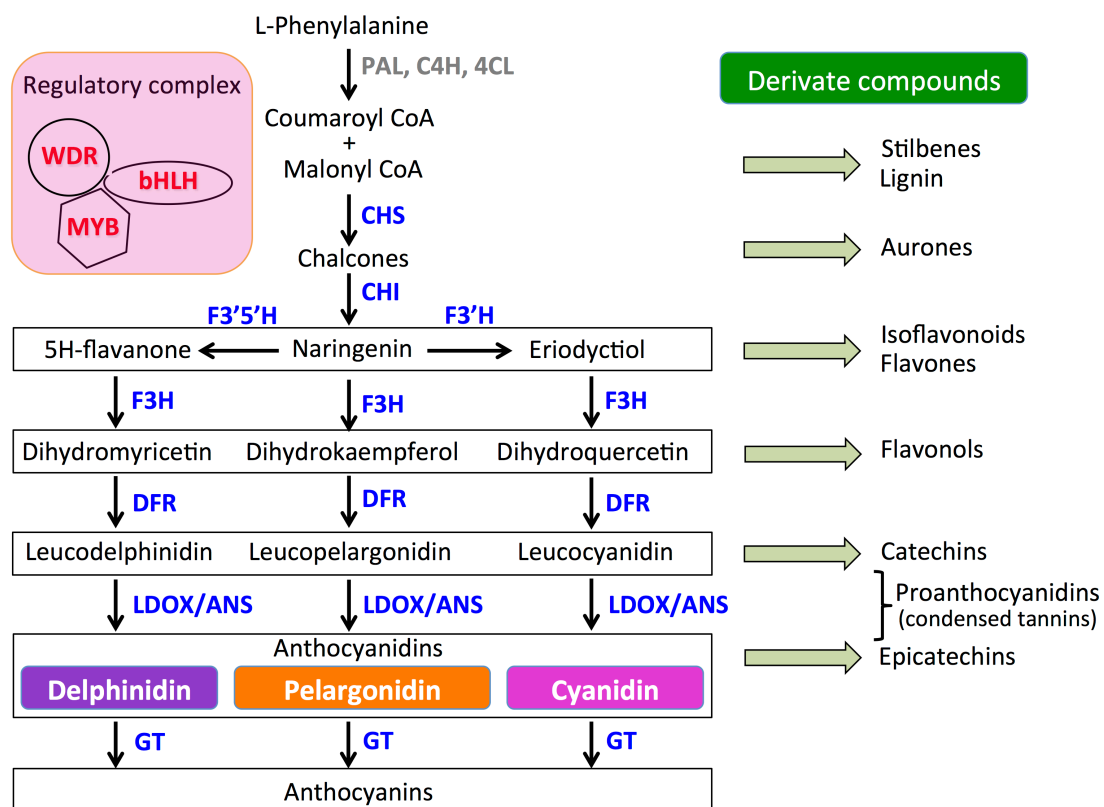 L-Phenylalanine
PAL, C4H, 4CL
Regulatory complex
WDR
bHLH
MYB
Coumaroyl CoA
+
Malonyl CoA
CHS
Chalcones
CHI
F3’5’H
F3’H
5H-flavanone
Naringenin
Eriodyctiol
F3H
F3H
F3H
Dihydromyricetin
Dihydrokaempferol
Dihydroquercetin
DFR
DFR
DFR
Leucodelphinidin
Leucopelargonidin
Leucocyanidin
LDOX/ANS
LDOX/ANS
LDOX/ANS
Anthocyanidins
Delphinidin
Pelargonidin
Cyanidin
GT
GT
GT
Anthocyanins
Derivate compounds
Stilbenes
Lignin
Aurones
Isoflavonoids
Flavones
Flavonols
Catechins
Proanthocyanidins
(condensed tannins)
Epicatechins